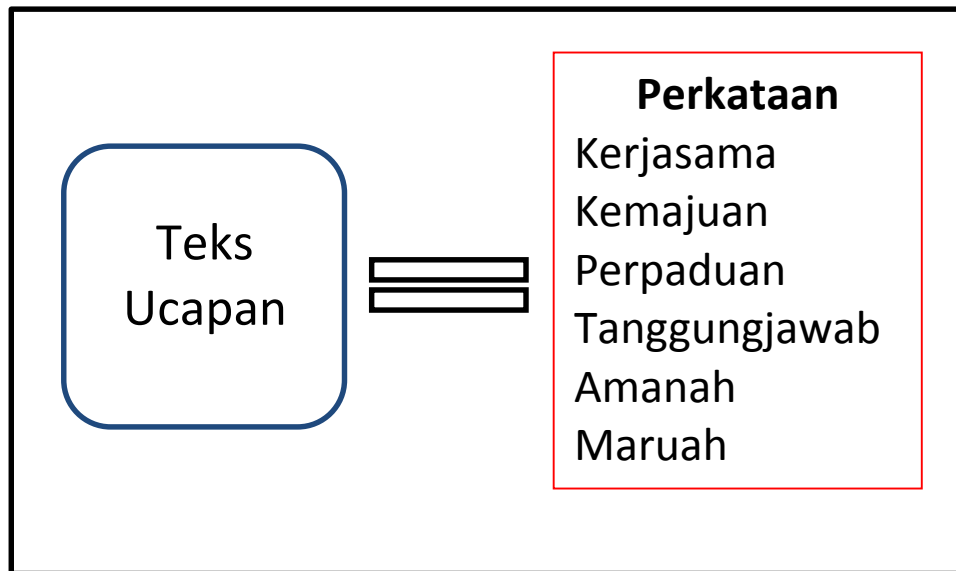 Teks
Ucapan
Perkataan
Kerjasama
Kemajuan
Perpaduan
Tanggungjawab
Amanah
Maruah